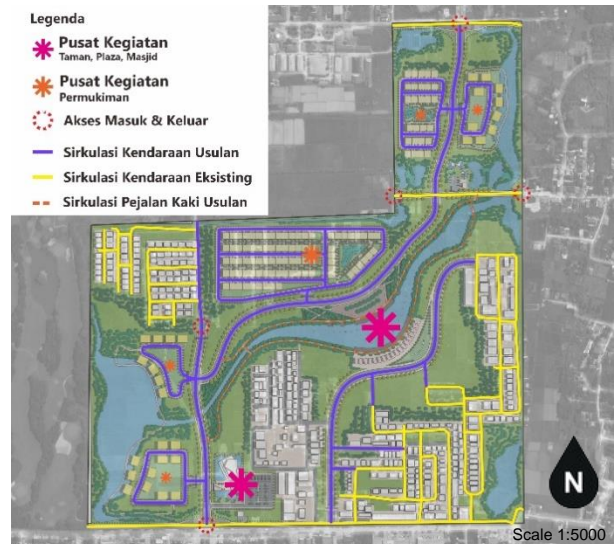 Legenda
Pusat Kegiatan
Taman, Plaza, Masjid
Pusat Kegiatan
Permukiman
Akses Masuk & Keluar
Sirkulasi Kendaraan Usulan
Sirkulasi Kendaraan Eksisting
Sirkulasi Pejalan Kaki Usulan
N
Scale 1:5000